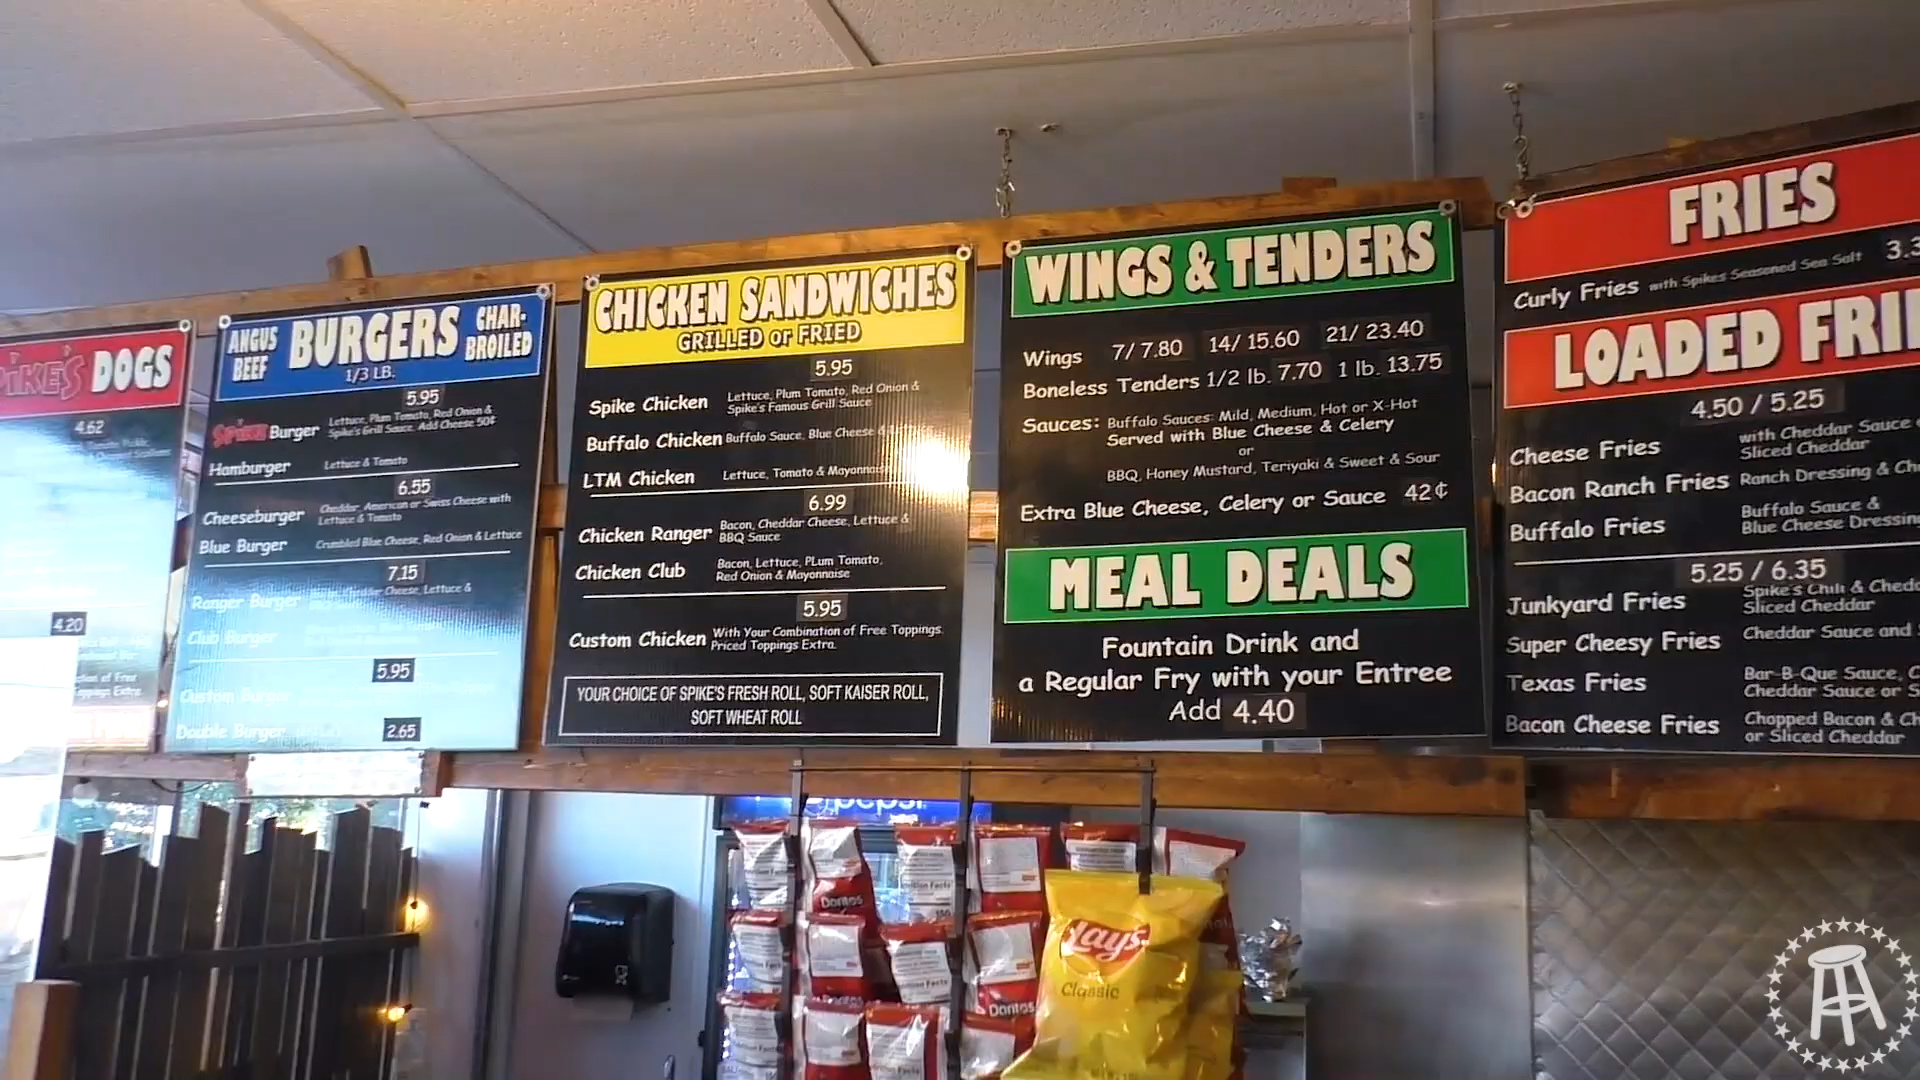 SPIKE'S DOGS
4.62
4.20
ANGUS BEEF BURGERS CHAR-BROILED
1/3 LB.
5.95
SPIKE Burger Lettuce, Plum Tomato, Red Onion &
Spike's Grill Sauce. Add Cheese 50¢
Hamburger Lettuce & Tomato
6.55
Cheeseburger Cheddar, American or Swiss Cheese with
Lettuce & Tomato
Blue Burger Crumbled Blue Cheese, Red Onion & Lettuce
7.15
Ranger Burger Cheddar Cheese, Lettuce &
Club Burger
5.95
Custom Burger
Double Burger 2.65
CHICKEN SANDWICHES
GRILLED or FRIED
5.95
Spike Chicken Lettuce, Plum Tomato, Red Onion &
Spike's Famous Grill Sauce
Buffalo Chicken Buffalo Sauce, Blue Cheese &
LTM Chicken Lettuce, Tomato & Mayonnaise
6.99
Chicken Ranger Bacon, Cheddar Cheese, Lettuce &
BBQ Sauce
Chicken Club Bacon, Lettuce, PLum Tomato,
Red Onion & Mayonnaise
5.95
Custom Chicken With Your Combination of Free Toppings.
Priced Toppings Extra.
YOUR CHOICE OF SPIKE'S FRESH ROLL, SOFT KAISER ROLL,
SOFT WHEAT ROLL
WINGS & TENDERS
Wings 7/ 7.80 14/ 15.60 21/ 23.40
Boneless Tenders 1/2 lb. 7.70 1 lb. 13.75
Sauces: Buffalo Sauces: Mild, Medium, Hot or X-Hot
Served with Blue Cheese & Celery
or
BBQ, Honey Mustard, Teriyaki & Sweet & Sour
Extra Blue Cheese, Celery or Sauce 42¢
MEAL DEALS
Fountain Drink and
a Regular Fry with your Entree
Add 4.40
FRIES
Curly Fries with Spikes Seasoned Sea Salt 3.3
LOADED FRI
4.50 / 5.25
Cheese Fries with Cheddar Sauce
Sliced Cheddar
Bacon Ranch Fries Ranch Dressing & Ch
Buffalo Fries Buffalo Sauce &
Blue Cheese Dressing
5.25 / 6.35
Junkyard Fries Spike's Chili & Chedd
Sliced Cheddar
Super Cheesy Fries Cheddar Sauce and
Texas Fries Bar-B-Que Sauce, C
Cheddar Sauce or S
Bacon Cheese Fries Chopped Bacon & Ch
or Sliced Cheddar
pepsi
Doritos
Lay's
Classic
Doritos
Doritos